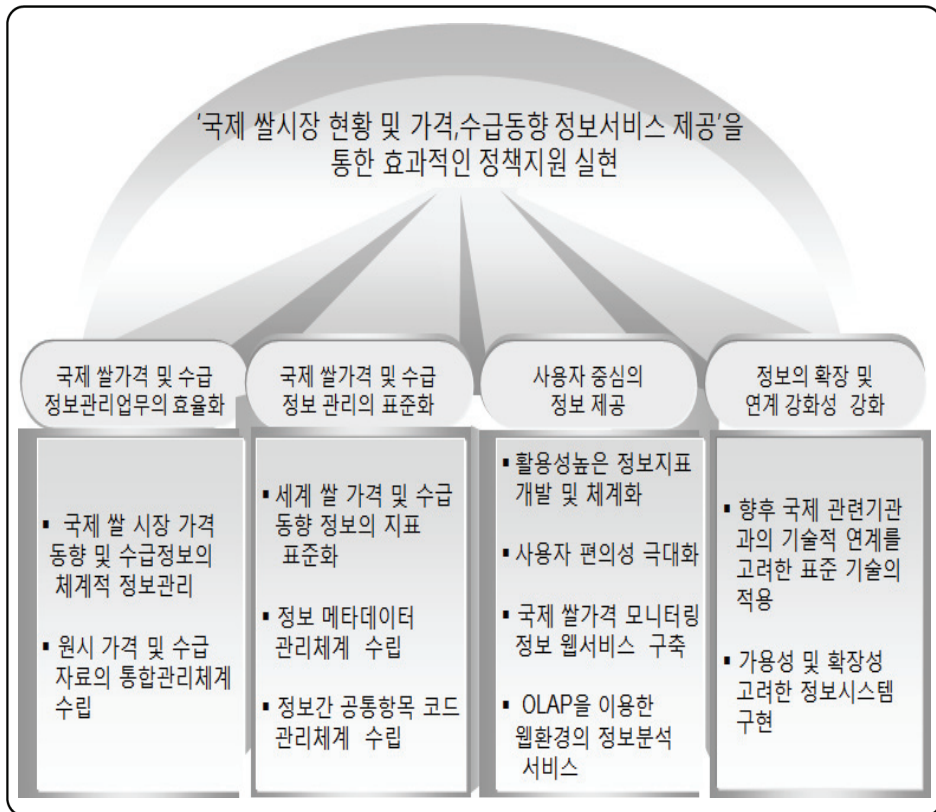 '국제 쌀시장 현황 및 가격,수급동향 정보서비스 제공'을
통한 효과적인 정책지원 실현
국제 쌀가격 및 수급
정보관리업무의 효율화
▪ 국제 쌀 시장 가격
동향 및 수급정보의
체계적 정보관리
▪ 원시 가격 및 수급
자료의 통합관리체계
수립
국제 쌀가격 및 수급
정보 관리의 표준화
▪ 세계 쌀 가격 및 수급
동향 정보의 지표
표준화
▪ 정보 메타데이터
관리체계 수립
▪ 정보간 공통항목 코드
관리체계 수립
사용자 중심의
정보 제공
▪ 활용성높은 정보지표
개발 및 체계화
▪ 사용자 편의성 극대화
▪ 국제 쌀가격 모니터링
정보 웹서비스 구축
▪ OLAP을 이용한
웹환경의 정보분석
서비스
정보의 확장 및
연계 강화성 강화
▪ 향후 국제 관련기관
과의 기술적 연계를
고려한 표준 기술의
적용
▪ 가용성 및 확장성
고려한 정보시스템
구현